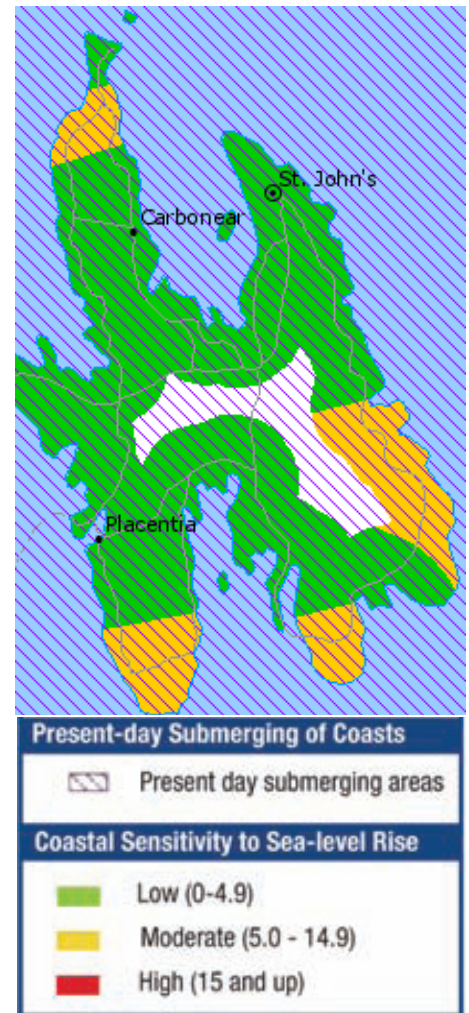 St. John's
Carbonear
Placentia
Present-day Submerging of Coasts
Present day submerging areas
Coastal Sensitivity to Sea-level Rise
Low (0-4.9)
Moderate (5.0 - 14.9)
High (15 and up)